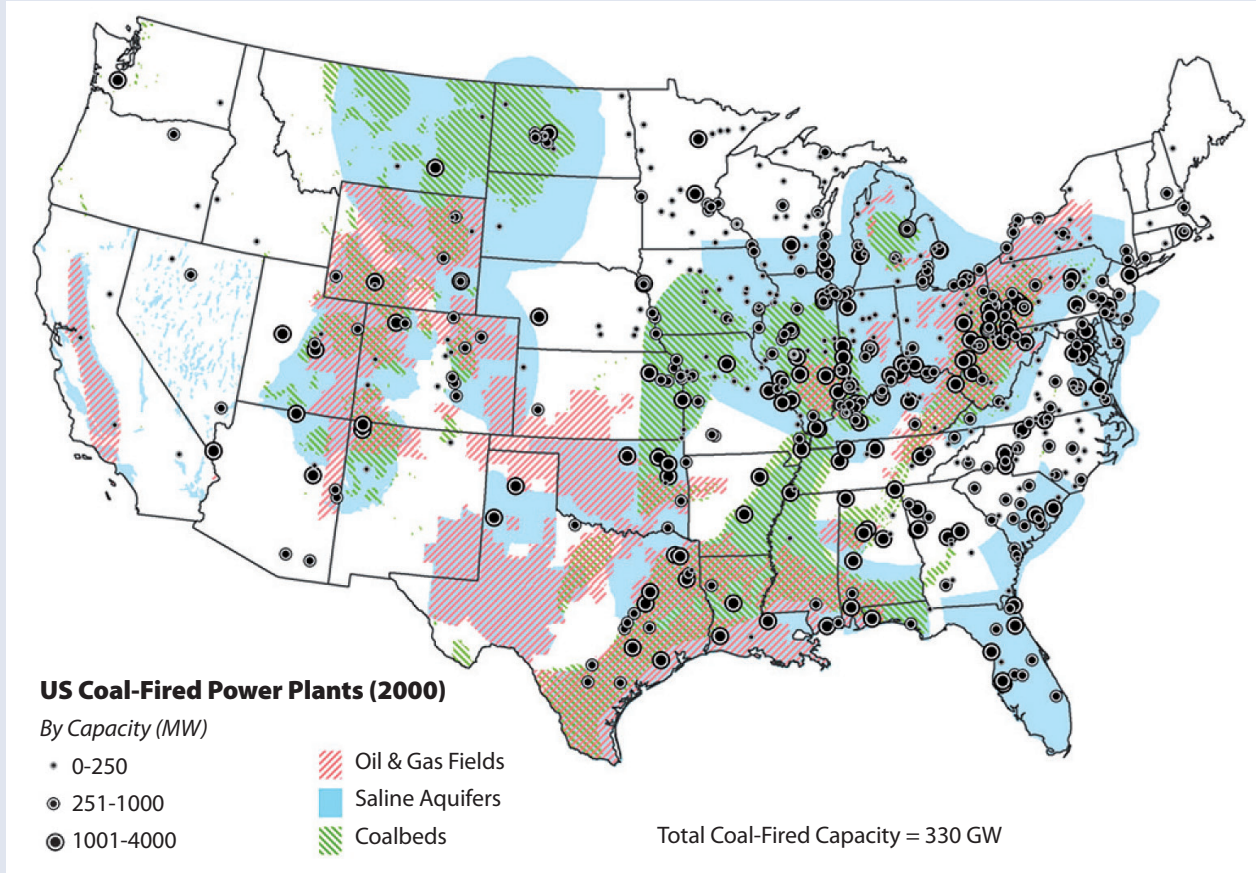 US Coal-Fired Power Plants (2000)
By Capacity (MW)
0-250
251-1000
1001-4000
Oil & Gas Fields
Saline Aquifers
Coalbeds
Total Coal-Fired Capacity = 330 GW